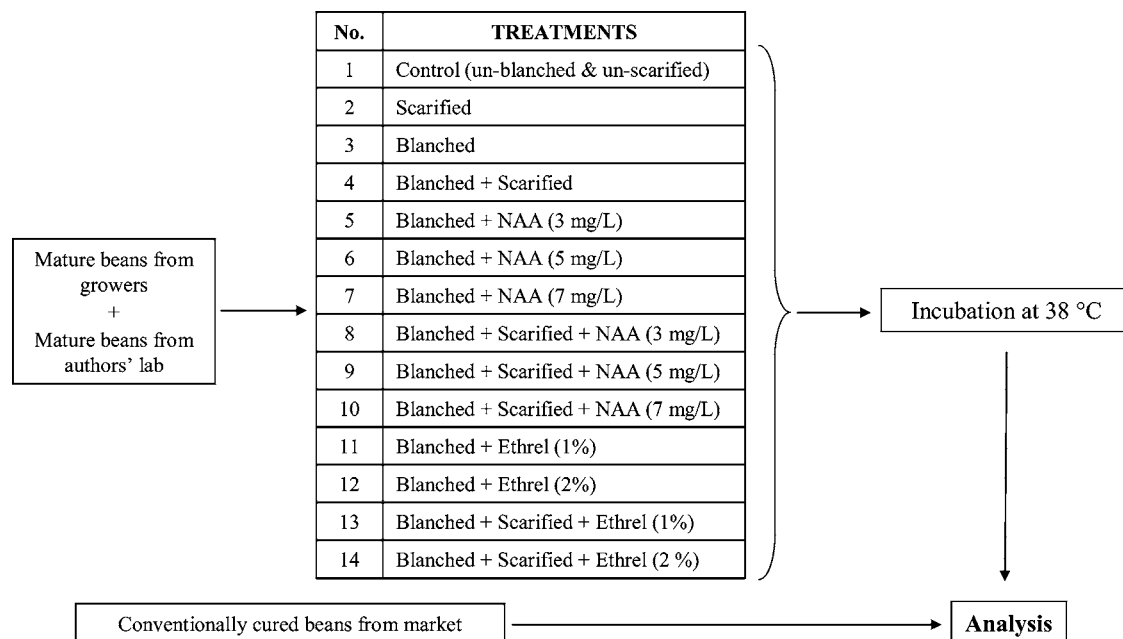 No. TREATMENTS
1 Control (un-blanched & un-scarified)
2 Scarified
3 Blanched
4 Blanched + Scarified
5 Blanched + NAA (3 mg/L)
6 Blanched + NAA (5 mg/L)
7 Blanched + NAA (7 mg/L)
8 Blanched + Scarified + NAA (3 mg/L)
9 Blanched + Scarified + NAA (5 mg/L)
10 Blanched + Scarified + NAA (7 mg/L)
11 Blanched + Ethrel (1%)
12 Blanched + Ethrel (2%)
13 Blanched + Scarified + Ethrel (1%)
14 Blanched + Scarified + Ethrel (2 %)
Mature beans from
growers
+
Mature beans from
authors’ lab
Incubation at 38 °C
Conventionally cured beans from market
Analysis